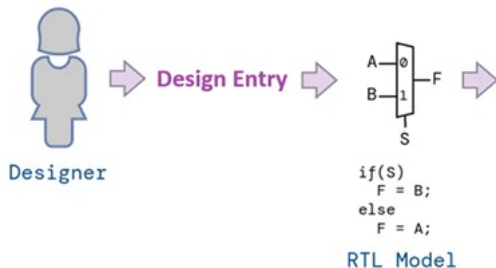 Designer
Design Entry
A
B
0
1
F
S
if(S)
F = B;
else
F = A;
RTL Model